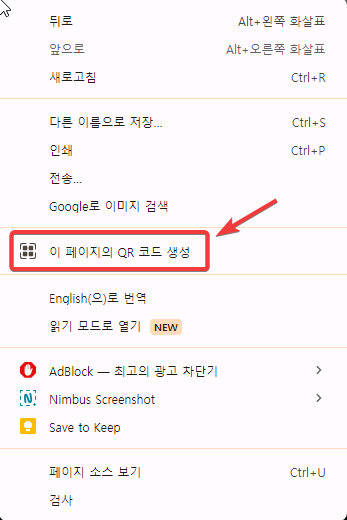 뒤로 Alt+왼쪽 화살표
앞으로 Alt+오른쪽 화살표
새로고침 Ctrl+R
다른 이름으로 저장... Ctrl+S
인쇄 Ctrl+P
전송...
Google로 이미지 검색
이 페이지의 QR 코드 생성
English(으)로 번역
읽기 모드로 열기 NEW
AdBlock — 최고의 광고 차단기
Nimbus Screenshot
Save to Keep
페이지 소스 보기 Ctrl+U
검사